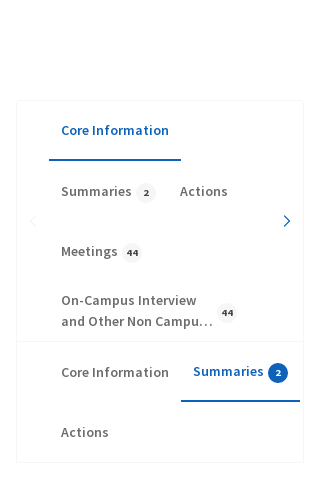 Core Information
Summaries 2 Actions
Meetings 44
On-Campus Interview
and Other Non Campu… 44
Core Information Summaries 2
Actions